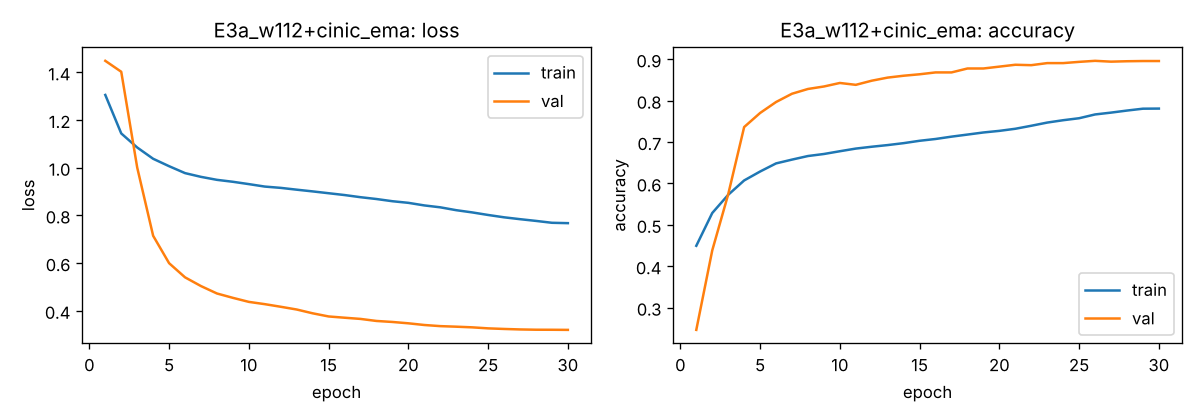 E3a_w112+cinic_ema: loss
1.4
1.2
1.0
0.8
0.6
0.4
loss
0 5 10 15 20 25 30
epoch
train
val
E3a_w112+cinic_ema: accuracy
0.9
0.8
0.7
0.6
0.5
0.4
0.3
accuracy
0 5 10 15 20 25 30
epoch
train
val